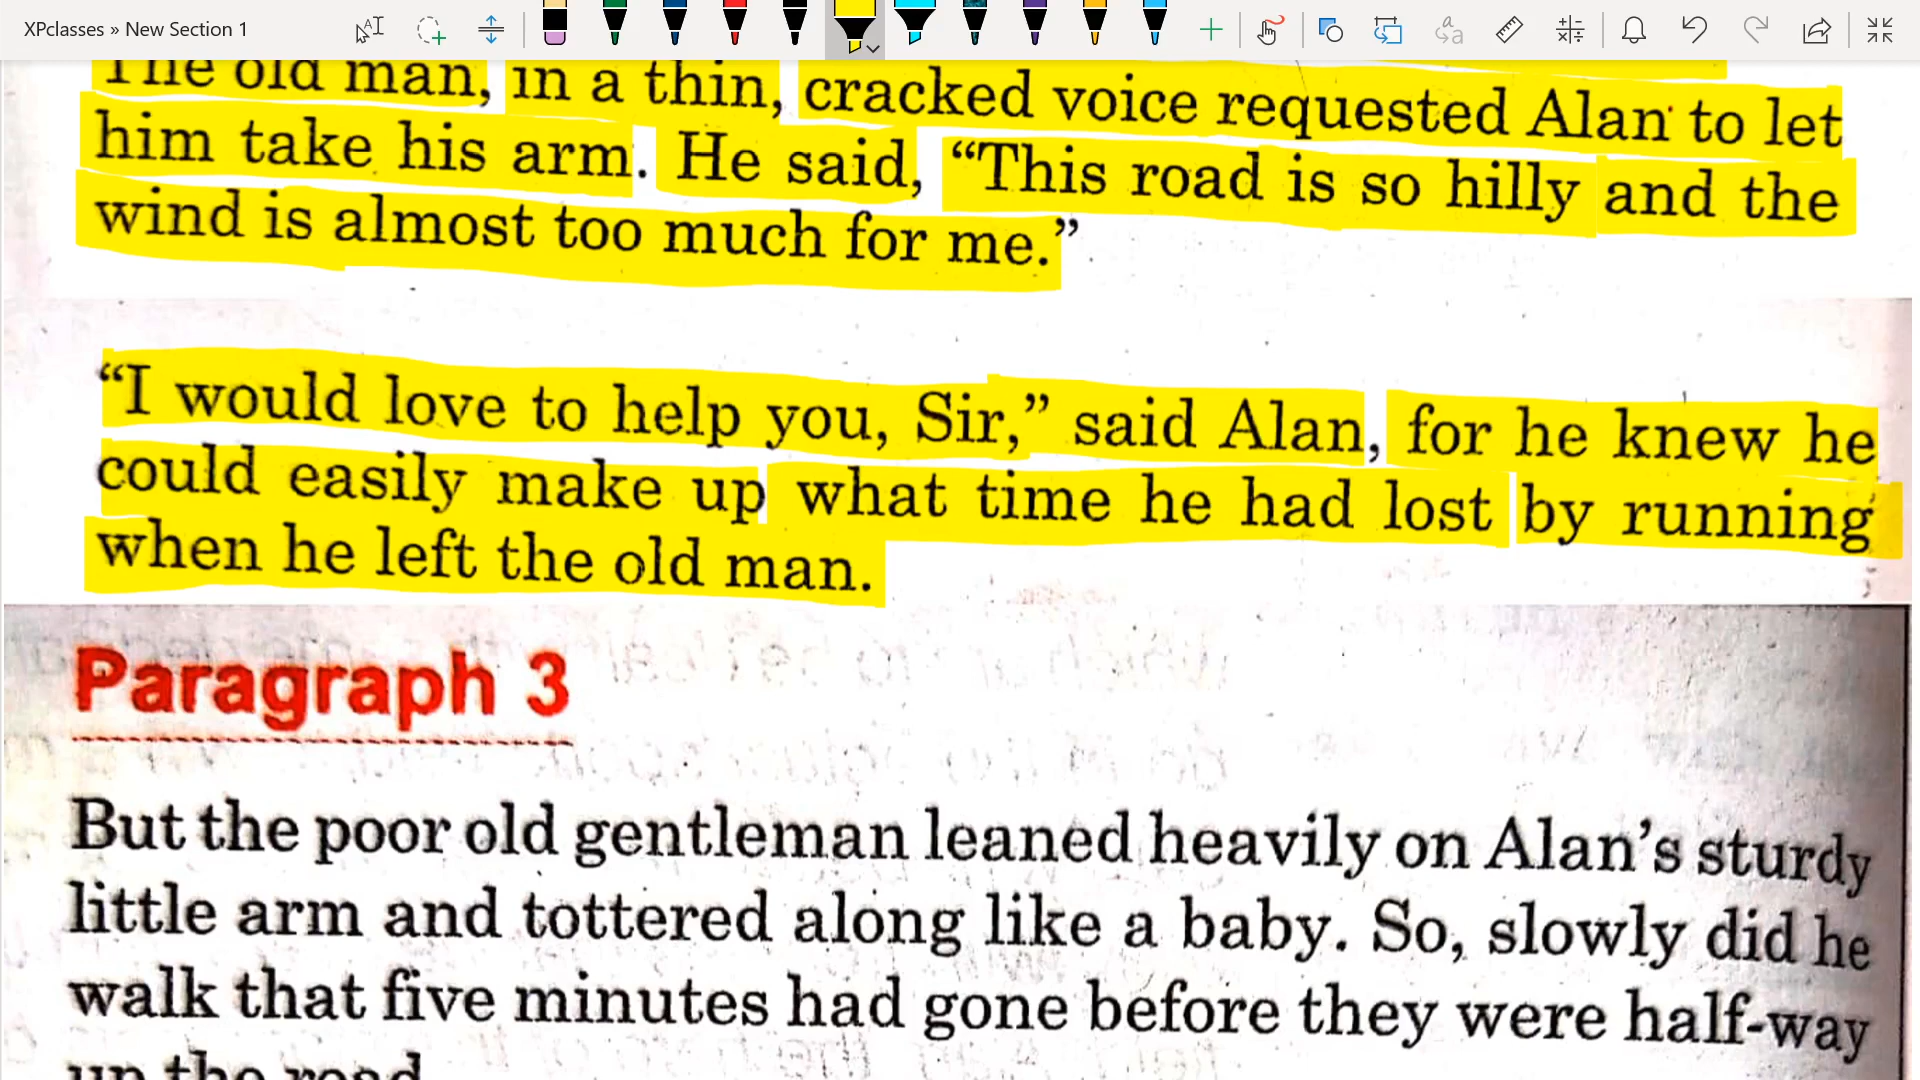 XPclasses » New Section 1
The old man, in a thin, cracked voice requested Alan to let
him take his arm. He said, “This road is so hilly and the
wind is almost too much for me.”
“I would love to help you, Sir,” said Alan, for he knew he
could easily make up what time he had lost by running
when he left the old man.
Paragraph 3
But the poor old gentleman leaned heavily on Alan’s sturdy
little arm and tottered along like a baby. So, slowly did he
walk that five minutes had gone before they were half-way
up the road